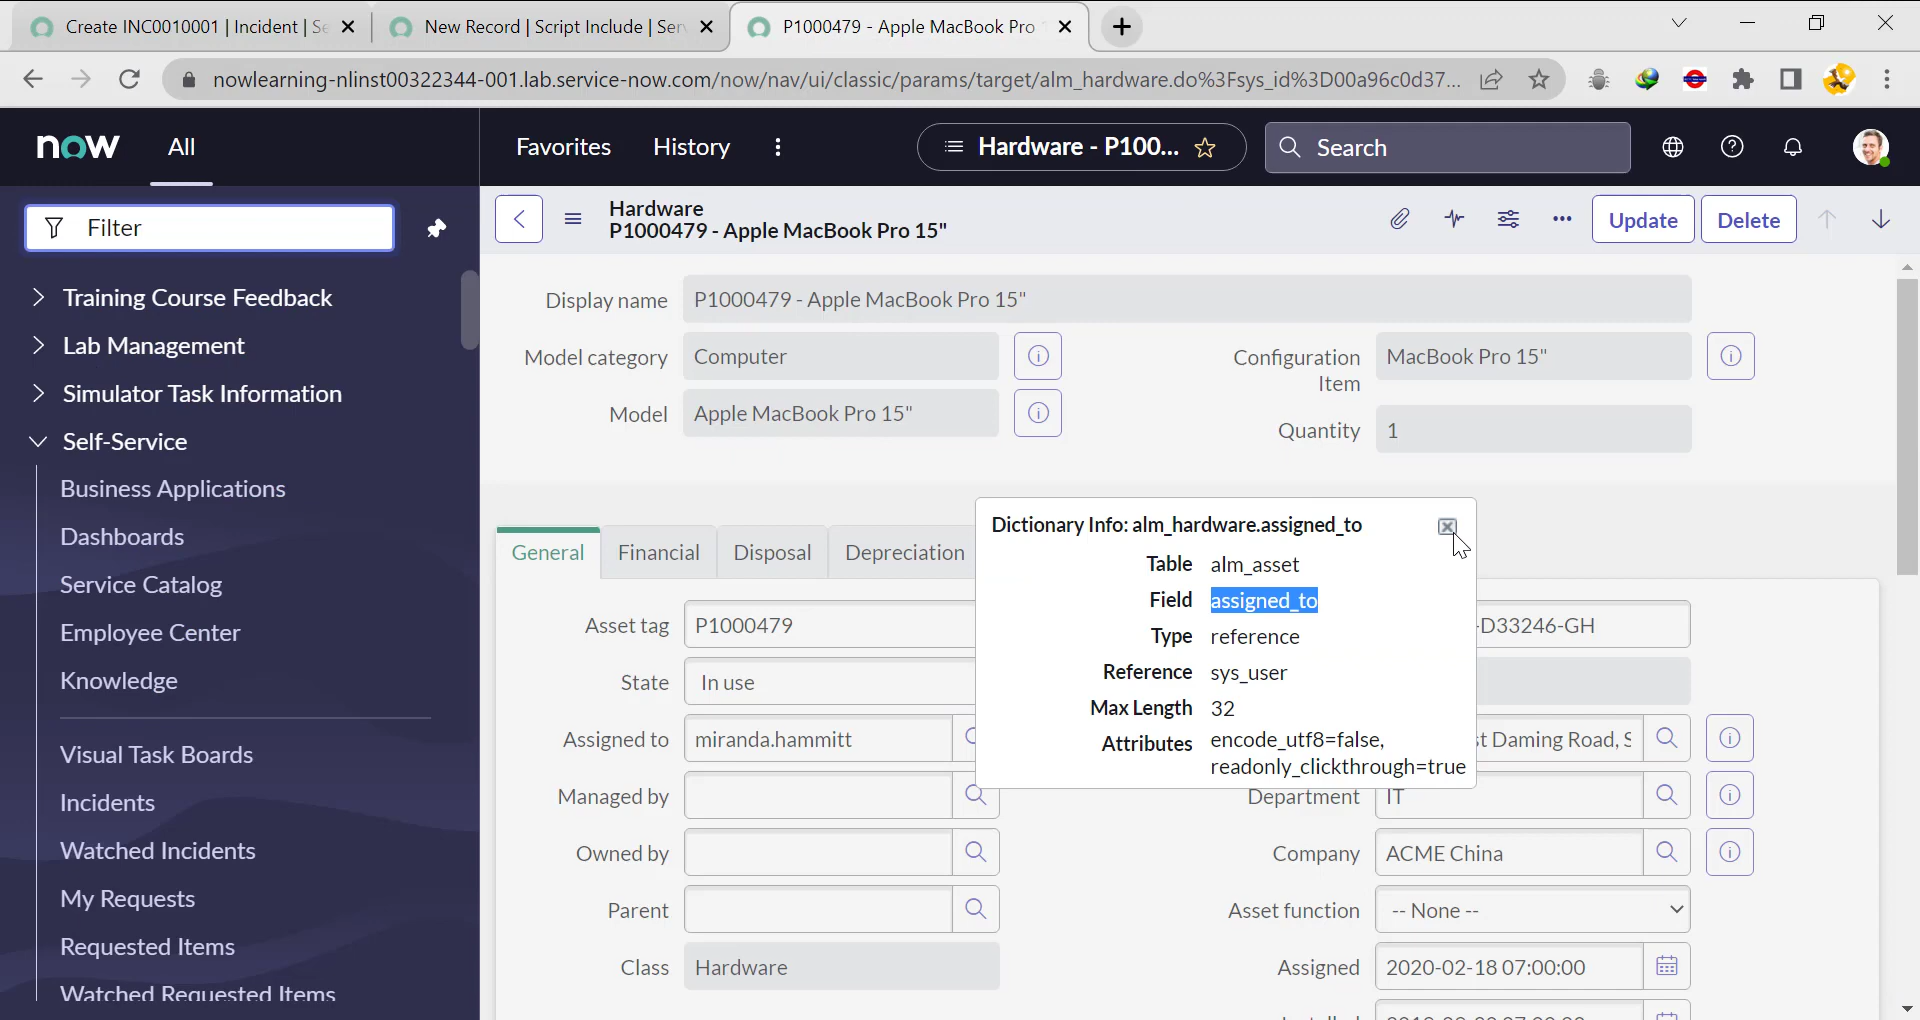 Create INC0010001 | Incident | Se
New Record | Script Include | Ser
P1000479 - Apple MacBook Pro
nowlearning-nlinst00322344-001.lab.service-now.com/now/nav/ui/classic/params/target/alm_hardware.do%3Fsys_id%3D00a96c0d37...
now
All
Favorites
History
Hardware - P100...
Search
Filter
Training Course Feedback
Lab Management
Simulator Task Information
Self-Service
Business Applications
Dashboards
Service Catalog
Employee Center
Knowledge
Visual Task Boards
Incidents
Watched Incidents
My Requests
Requested Items
Watched Requested Items
Hardware
P1000479 - Apple MacBook Pro 15"
Update
Delete
Display name
P1000479 - Apple MacBook Pro 15"
Model category
Computer
Configuration
Item
MacBook Pro 15"
Model
Apple MacBook Pro 15"
Quantity
1
General
Financial
Disposal
Depreciation
Dictionary Info: alm_hardware.assigned_to
Table alm_asset
Field assigned_to
Type reference
Reference sys_user
Max Length 32
Attributes encode_utf8=false,
readonly_clickthrough=true
Asset tag
P1000479
-D33246-GH
State
In use
Assigned to
miranda.hammitt
st Daming Road, S
Managed by
Department
IT
Owned by
Company
ACME China
Parent
Asset function
-- None --
Class
Hardware
Assigned
2020-02-18 07:00:00